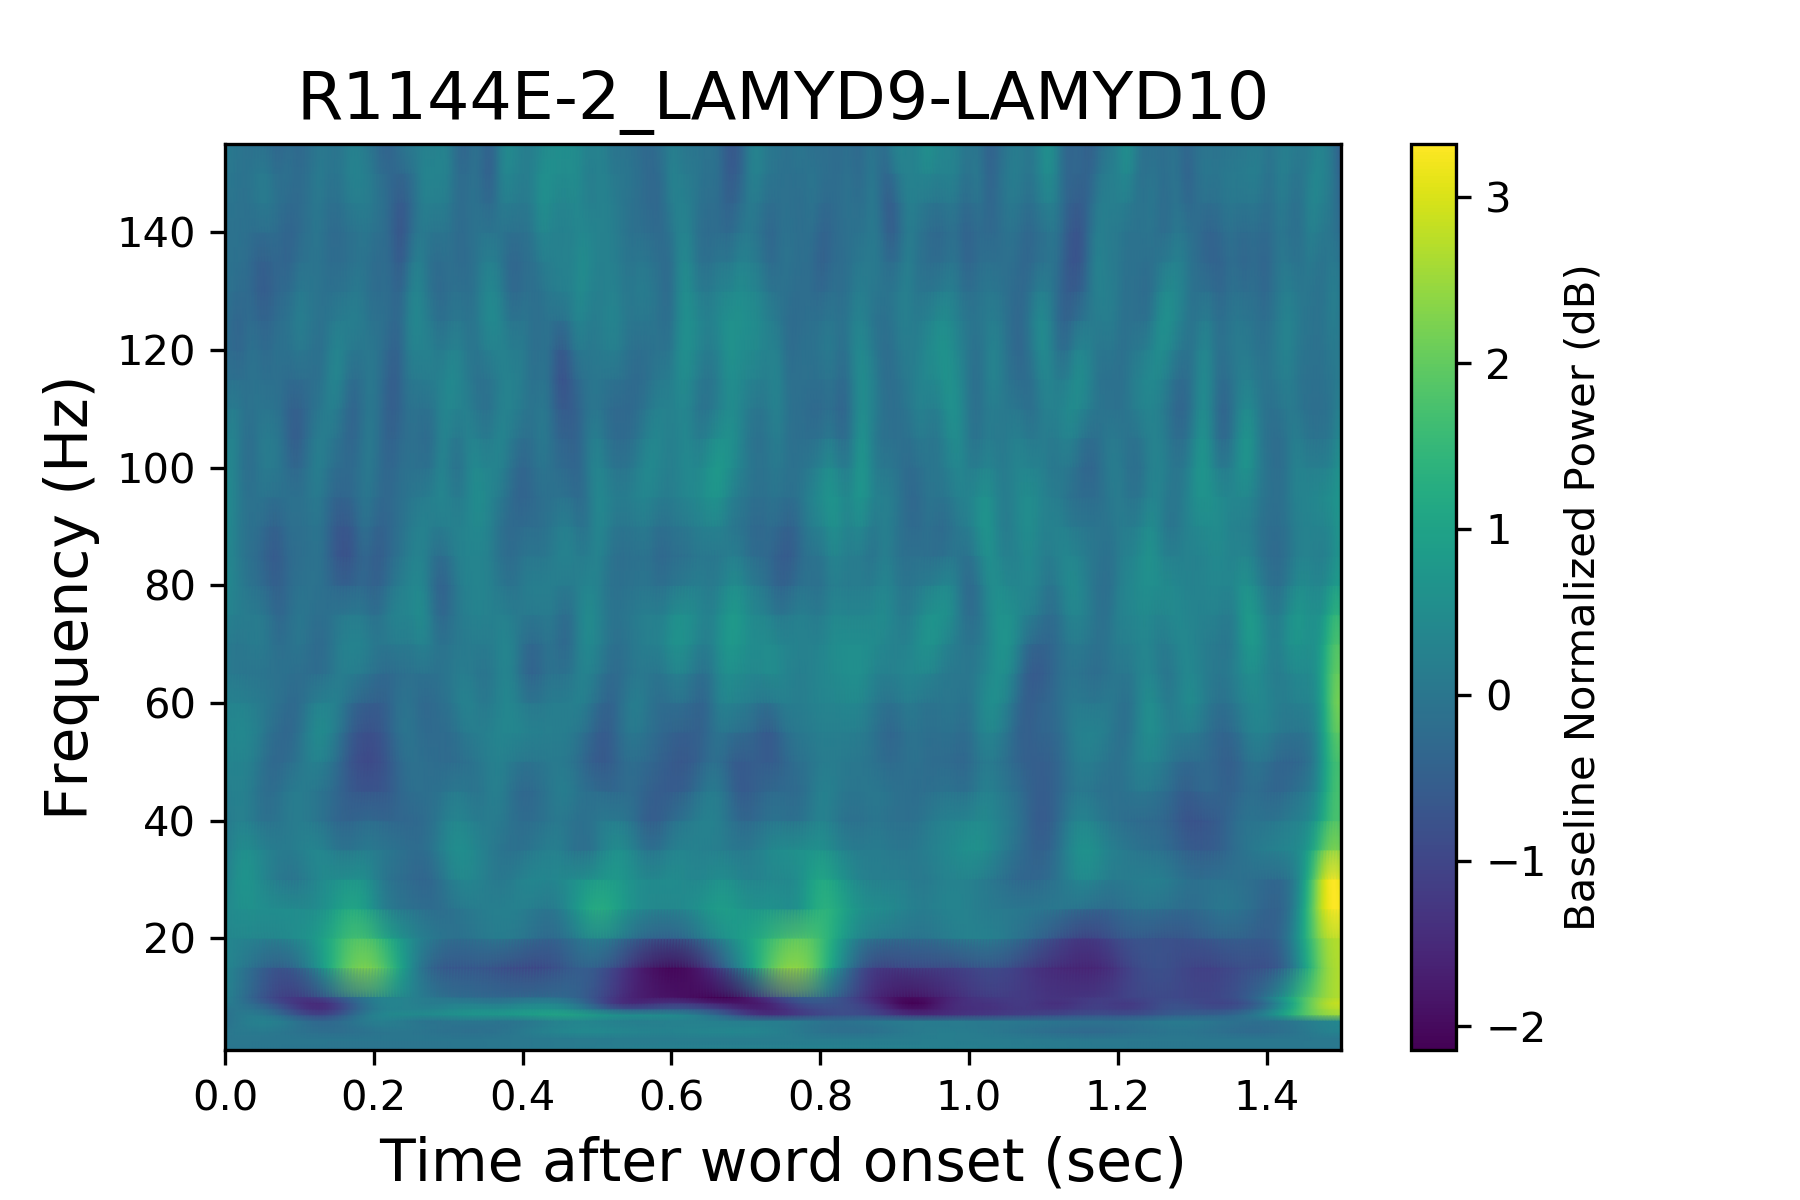 R1144E-2_LAMYD9-LAMYD10
Frequency (Hz)
140
120
100
80
60
40
20
0.0 0.2 0.4 0.6 0.8 1.0 1.2 1.4
Time after word onset (sec)
3
2
1
0
−1
−2
Baseline Normalized Power (dB)